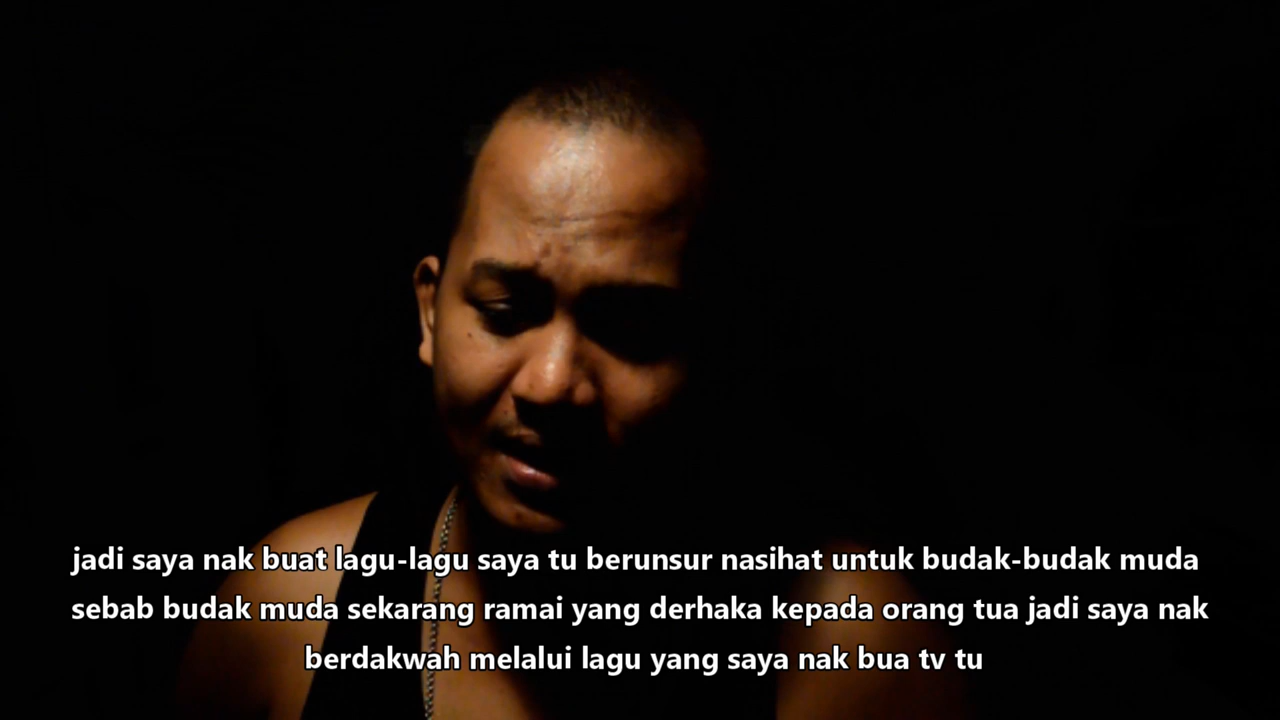 jadi saya nak buat lagu-lagu saya tu berunsur nasihat untuk budak-budak muda
sebab budak muda sekarang ramai yang derhaka kepada orang tua jadi saya nak
berdakwah melalui lagu yang saya nak bua tv tu